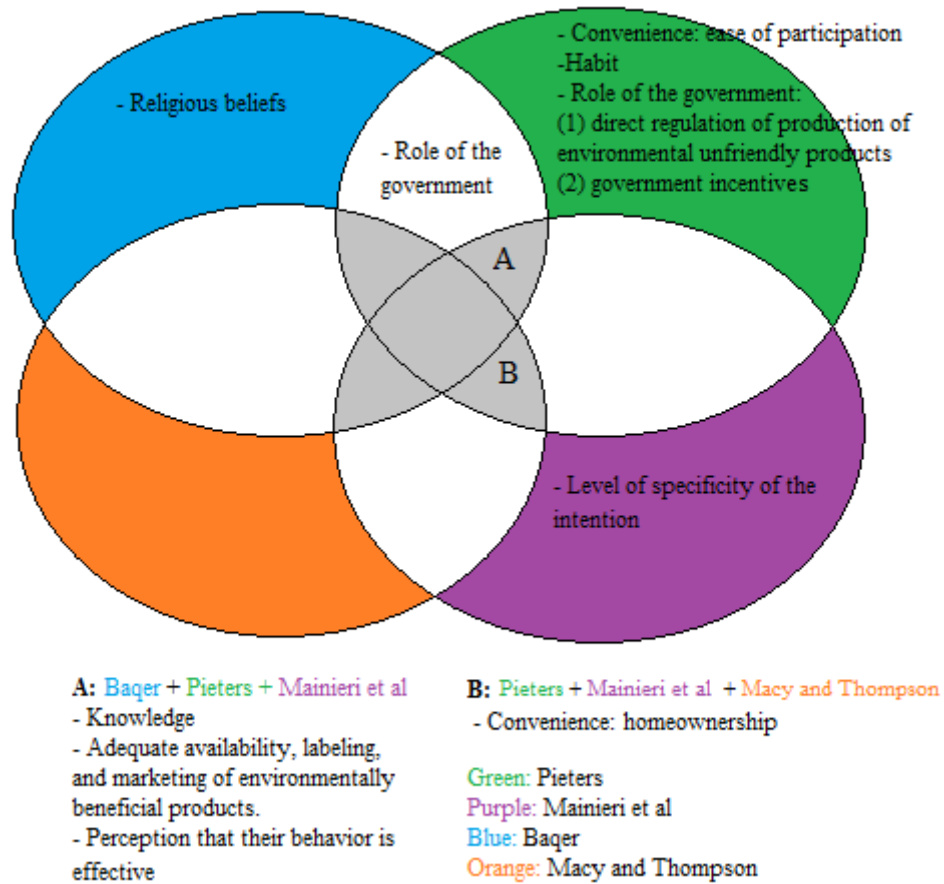 - Convenience: ease of participation
-Habit
- Role of the government:
(1) direct regulation of production of
environmental unfriendly products
(2) government incentives
- Religious beliefs
- Role of the
government
A
B
- Level of specificity of the
intention
A: Baqer + Pieters + Mainieri et al
- Knowledge
- Adequate availability, labeling,
and marketing of environmentally
beneficial products.
- Perception that their behavior is
effective
B: Pieters + Mainieri et al + Macy and Thompson
- Convenience: homeownership
Green: Pieters
Purple: Mainieri et al
Blue: Baqer
Orange: Macy and Thompson